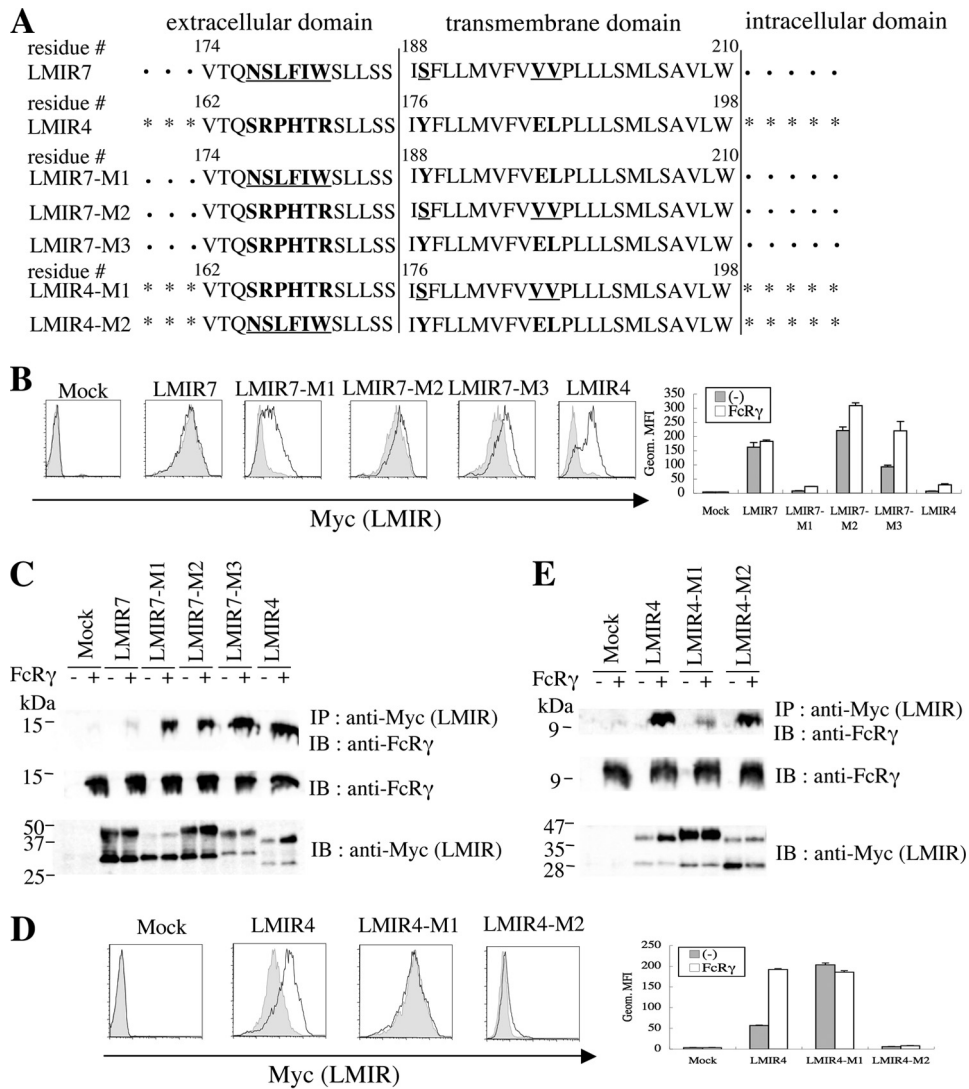 A
extracellular domain transmembrane domain intracellular domain
residue # 174 188 210
LMIR7 • • • VTQNSLFIWSLLSS ISFLLMVFVVVPLLLSMLSAVLW • • • • •
residue # 162 176 198
LMIR4 * * * VTQSRPHTRSLLSS IYFLLMVFVELPLLLSMLSAVLW * * * * *
residue # 174 188 210
LMIR7-M1 • • • VTQNSLFIWSLLSS IYFLLMVFVELPLLLSMLSAVLW • • • • •
LMIR7-M2 • • • VTQSRPHTRSLLSS ISFLLMVFVVVPLLLSMLSAVLW • • • • •
LMIR7-M3 • • • VTQSRPHTRSLLSS IYFLLMVFVELPLLLSMLSAVLW • • • • •
residue # 162 176 198
LMIR4-M1 * * * VTQSRPHTRSLLSS ISFLLMVFVVVPLLLSMLSAVLW * * * * *
LMIR4-M2 * * * VTQNSLFIWSLLSS IYFLLMVFVELPLLLSMLSAVLW * * * * *
B
Mock LMIR7 LMIR7-M1 LMIR7-M2 LMIR7-M3 LMIR4
Myc (LMIR)
Geom. MFI
350
300
250
200
150
100
50
0
(-)
FcRγ
Mock LMIR7 LMIR7-M1 LMIR7-M2 LMIR7-M3 LMIR4
C
Mock LMIR7 LMIR7-M1 LMIR7-M2 LMIR7-M3 LMIR4
FcRγ - + - + - + - + - + - +
kDa
15 IP : anti-Myc (LMIR)
IB : anti-FcRγ
15 IB : anti-FcRγ
50
37 IB : anti-Myc (LMIR)
25
E
Mock LMIR4 LMIR4-M1 LMIR4-M2
FcRγ - + - + - + - +
kDa
9 IP : anti-Myc (LMIR)
IB : anti-FcRγ
9 IB : anti-FcRγ
47
35 IB : anti-Myc (LMIR)
28
D
Mock LMIR4 LMIR4-M1 LMIR4-M2
Myc (LMIR)
Geom. MFI
250
200
150
100
50
0
(-)
FcRγ
Mock LMIR4 LMIR4-M1 LMIR4-M2